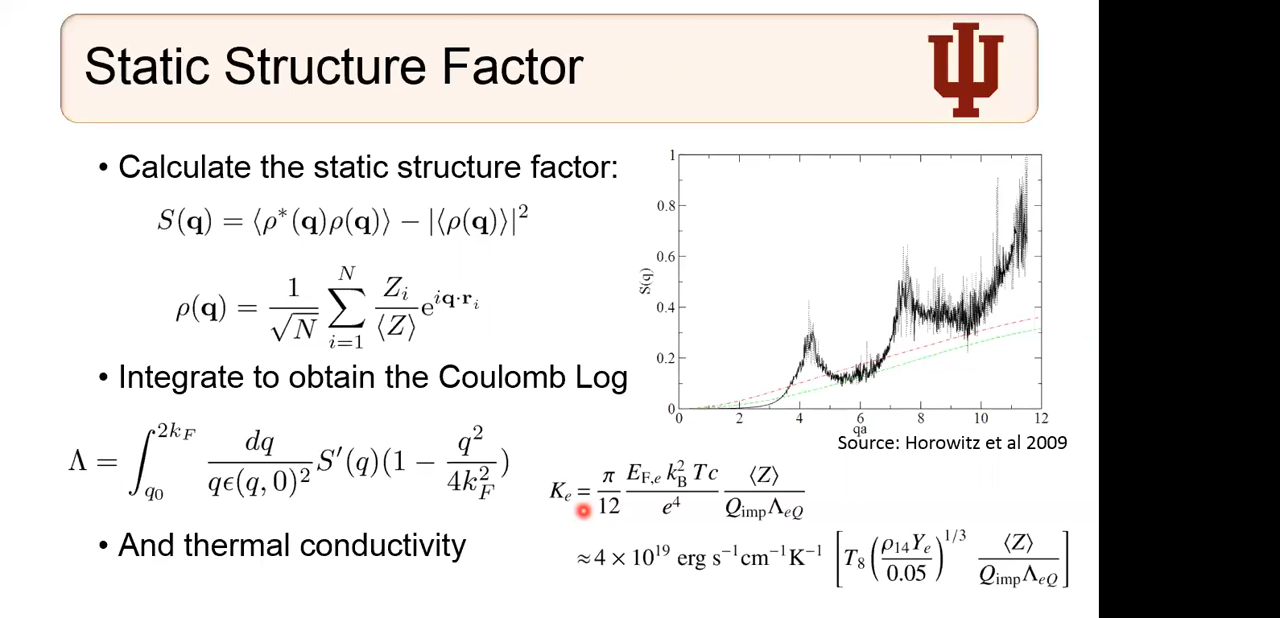 Static Structure Factor
• Calculate the static structure factor:
S(q) = ⟨ρ*(q)ρ(q)⟩ − |⟨ρ(q)⟩|²
ρ(q) = 1/√N ∑_{i=1}^{N} Z_i/⟨Z⟩ e^{iq·r_i}
• Integrate to obtain the Coulomb Log
Λ = ∫_{q₀}^{2k_F} dq/(qϵ(q,0)²) S′(q)(1 − q²/4k_F²)
• And thermal conductivity
1
0.8
0.6
0.4
0.2
0
S(q)
0 2 4 6 8 10 12
qa
Source: Horowitz et al 2009
K_e = π/12 E_{F,e} k_B² Tc/e⁴ ⟨Z⟩/(Q_imp Λ_eQ)
≈ 4 × 10¹⁹ erg s⁻¹cm⁻¹K⁻¹ [T₈ (ρ₁₄Y_e/0.05)^{1/3} ⟨Z⟩/(Q_imp Λ_eQ)]